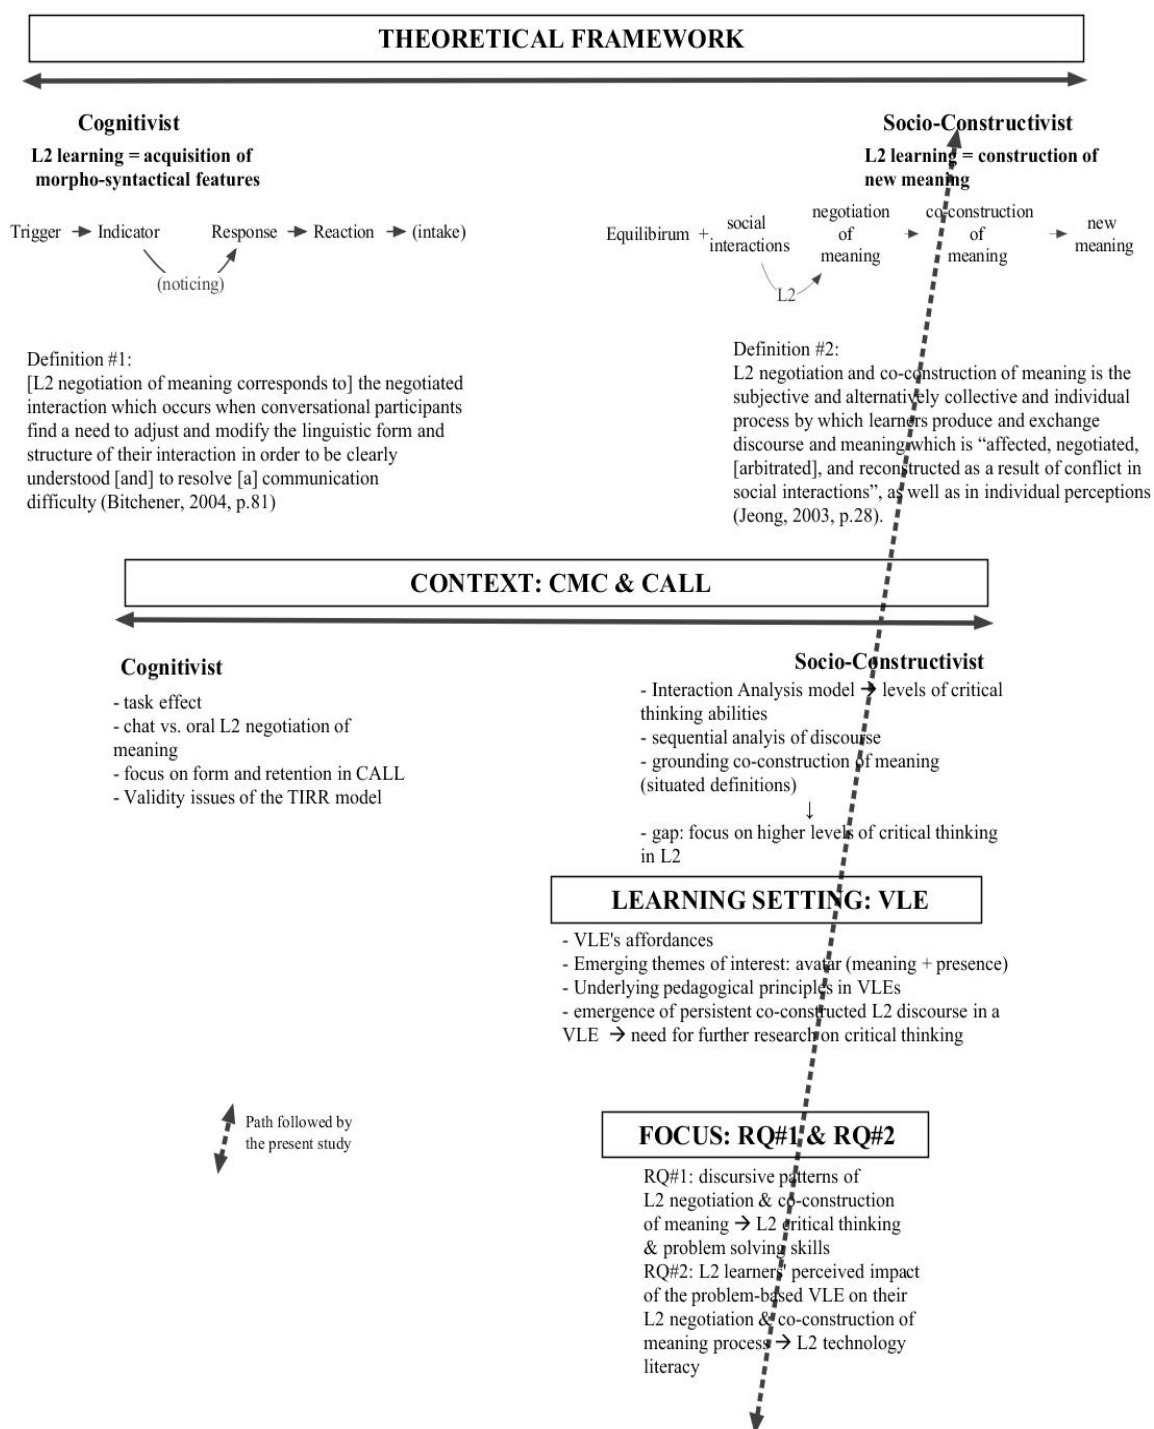 THEORETICAL FRAMEWORK
Cognitivist
L2 learning = acquisition of
morpho-syntactical features
Trigger → Indicator Response → Reaction → (intake)
(noticing)
Definition #1:
[L2 negotiation of meaning corresponds to] the negotiated
interaction which occurs when conversational participants
find a need to adjust and modify the linguistic form and
structure of their interaction in order to be clearly
understood [and] to resolve [a] communication
difficulty (Bitchener, 2004, p.81)
Socio-Constructivist
L2 learning = construction of
new meaning
Equilibirum +
social
interactions
L2
negotiation
of
meaning
→
co-construction
of
meaning
→
new
meaning
Definition #2:
L2 negotiation and co-construction of meaning is the
subjective and alternatively collective and individual
process by which learners produce and exchange
discourse and meaning which is “affected, negotiated,
[arbitrated], and reconstructed as a result of conflict in
social interactions”, as well as in individual perceptions
(Jeong, 2003, p.28).
CONTEXT: CMC & CALL
Cognitivist
- task effect
- chat vs. oral L2 negotiation of
meaning
- focus on form and retention in CALL
- Validity issues of the TIRR model
Socio-Constructivist
- Interaction Analysis model → levels of critical
thinking abilities
- sequential analyis of discourse
- grounding co-construction of meaning
(situated definitions)
↓
- gap: focus on higher levels of critical thinking
in L2
LEARNING SETTING: VLE
- VLE's affordances
- Emerging themes of interest: avatar (meaning + presence)
- Underlying pedagogical principles in VLEs
- emergence of persistent co-constructed L2 discourse in a
VLE → need for further research on critical thinking
Path followed by
the present study
FOCUS: RQ#1 & RQ#2
RQ#1: discursive patterns of
L2 negotiation & co-construction
of meaning → L2 critical thinking
& problem solving skills
RQ#2: L2 learners' perceived impact
of the problem-based VLE on their
L2 negotiation & co-construction of
meaning process → L2 technology
literacy